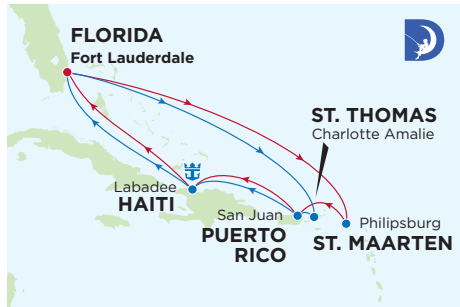 FLORIDA
Fort Lauderdale
ST. THOMAS
Charlotte Amalie
Labadee
HAITI
San Juan
PUERTO
RICO
Philipsburg
ST. MAARTEN